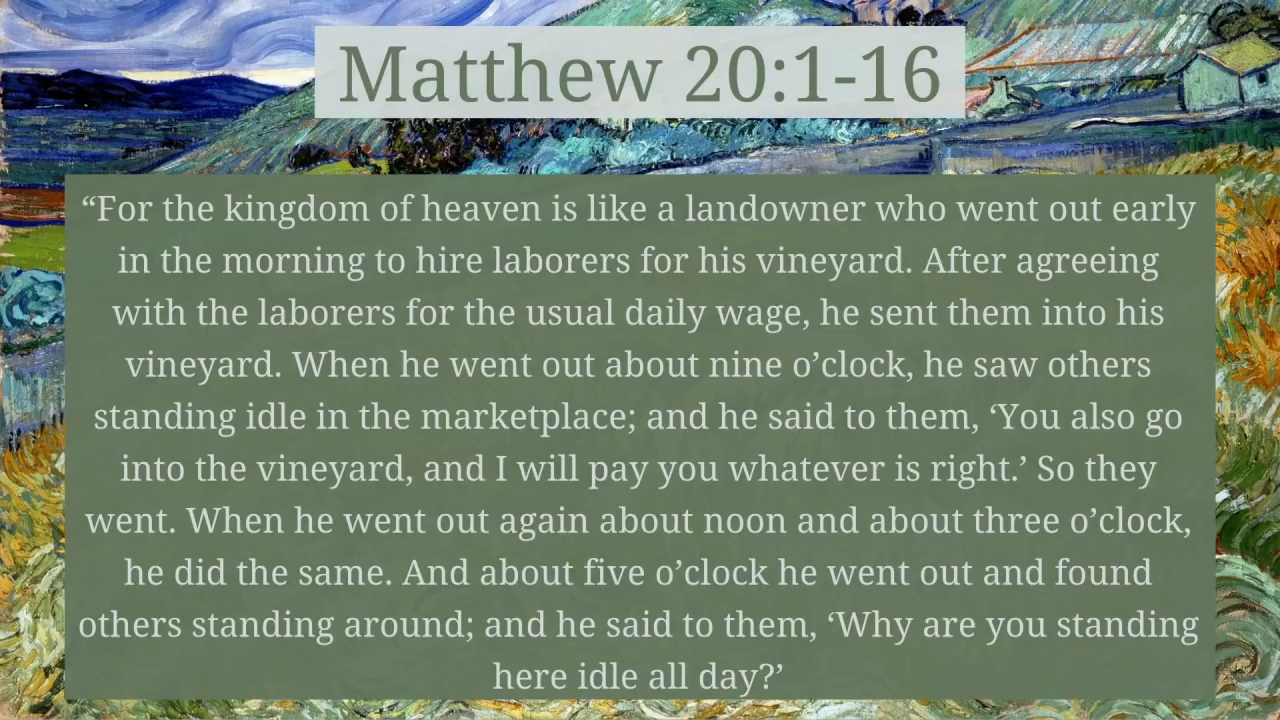 Matthew 20:1-16
“For the kingdom of heaven is like a landowner who went out early
in the morning to hire laborers for his vineyard. After agreeing
with the laborers for the usual daily wage, he sent them into his
vineyard. When he went out about nine o’clock, he saw others
standing idle in the marketplace; and he said to them, ‘You also go
into the vineyard, and I will pay you whatever is right.’ So they
went. When he went out again about noon and about three o’clock,
he did the same. And about five o’clock he went out and found
others standing around; and he said to them, ‘Why are you standing
here idle all day?’